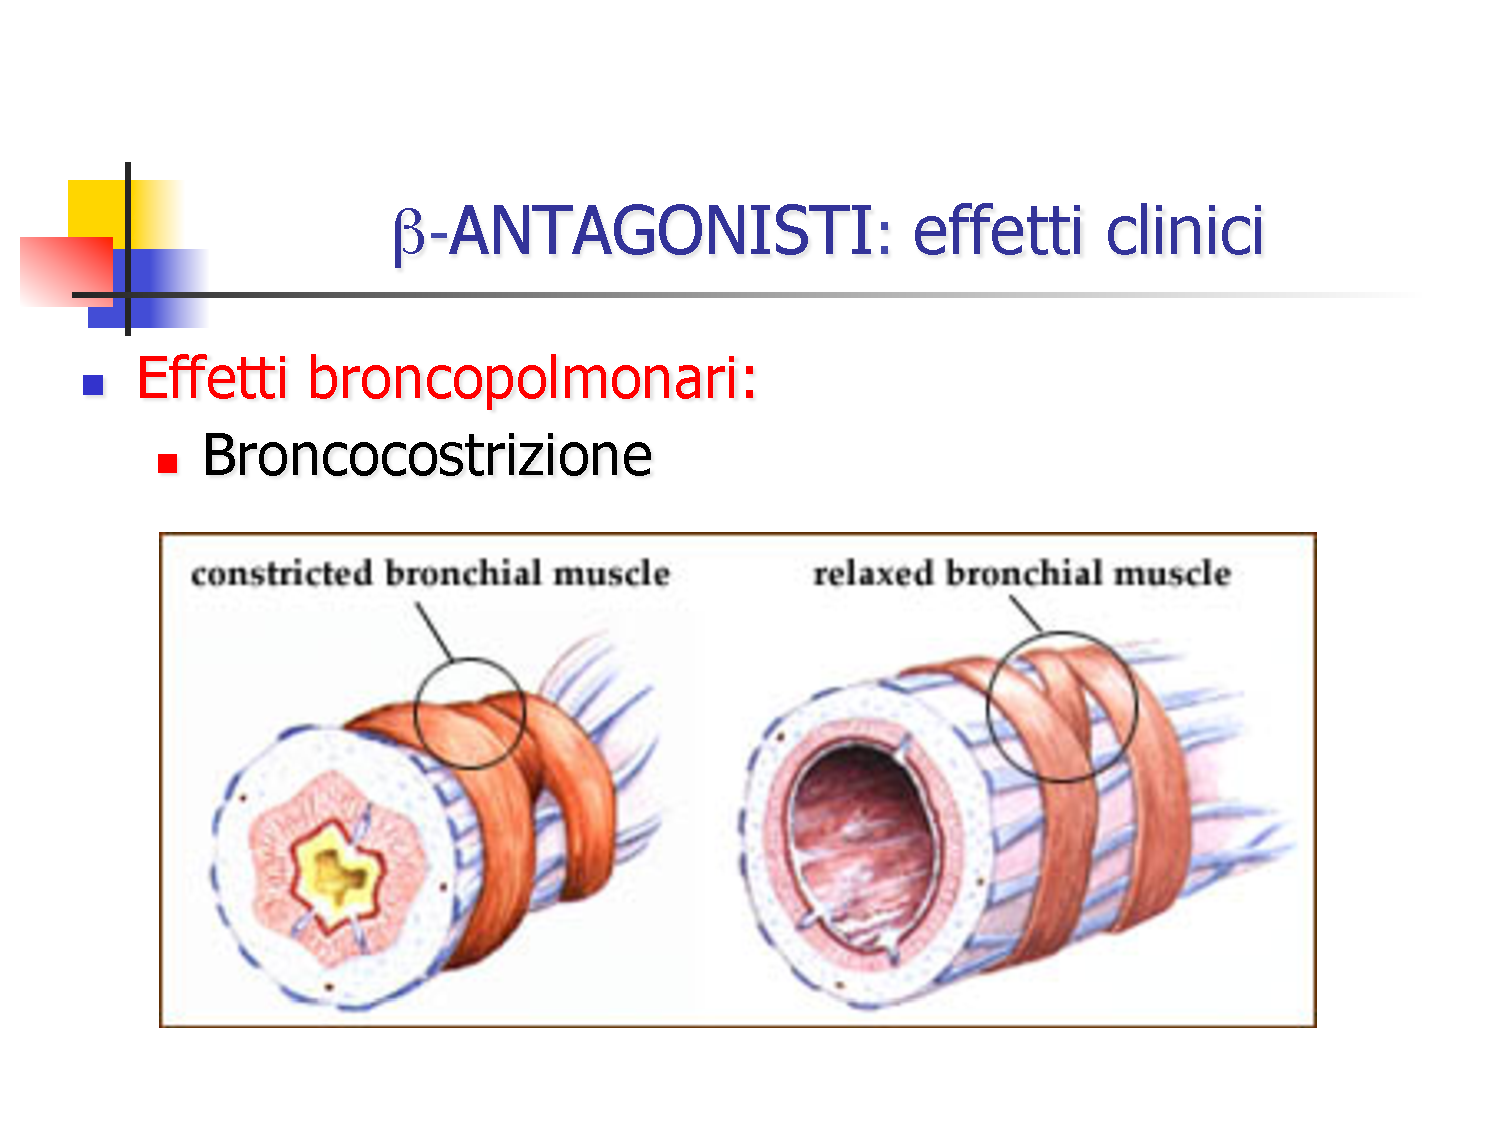 β-ANTAGONISTI: effetti clinici
Effetti broncopolmonari:
Broncocostrizione
constricted bronchial muscle
relaxed bronchial muscle